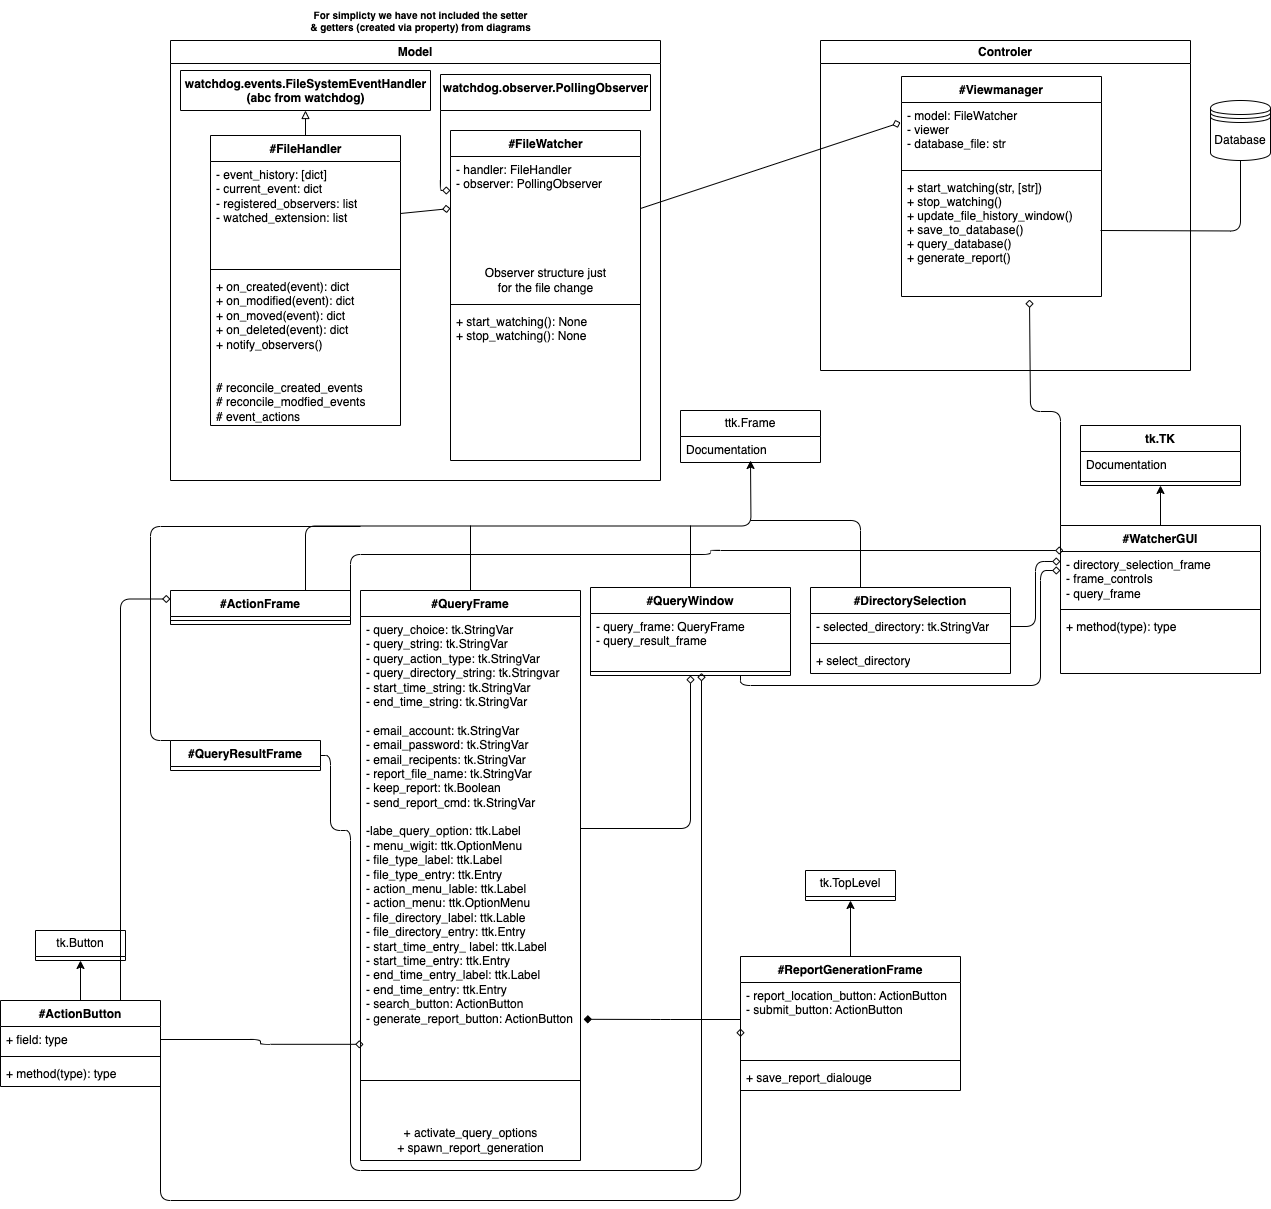 For simplicty we have not included the setter
& getters (created via property) from diagrams
Model
watchdog.events.FileSystemEventHandler
(abc from watchdog)
watchdog.observer.PollingObserver
#FileHandler
- event_history: [dict]
- current_event: dict
- registered_observers: list
- watched_extension: list
+ on_created(event): dict
+ on_modified(event): dict
+ on_moved(event): dict
+ on_deleted(event): dict
+ notify_observers()
# reconcile_created_events
# reconcile_modfied_events
# event_actions
#FileWatcher
- handler: FileHandler
- observer: PollingObserver
Observer structure just
for the file change
+ start_watching(): None
+ stop_watching(): None
Controler
#Viewmanager
- model: FileWatcher
- viewer
- database_file: str
+ start_watching(str, [str])
+ stop_watching()
+ update_file_history_window()
+ save_to_database()
+ query_database()
+ generate_report()
Database
ttk.Frame
Documentation
tk.TK
Documentation
#WatcherGUI
- directory_selection_frame
- frame_controls
- query_frame
+ method(type): type
#ActionFrame
#QueryFrame
- query_choice: tk.StringVar
- query_string: tk.StringVar
- query_action_type: tk.StringVar
- query_directory_string: tk.Stringvar
- start_time_string: tk.StringVar
- end_time_string: tk.StringVar
- email_account: tk.StringVar
- email_password: tk.StringVar
- email_recipents: tk.StringVar
- report_file_name: tk.StringVar
- keep_report: tk.Boolean
- send_report_cmd: tk.StringVar
-labe_query_option: ttk.Label
- menu_wigit: ttk.OptionMenu
- file_type_label: ttk.Label
- file_type_entry: ttk.Entry
- action_menu_lable: ttk.Label
- action_menu: ttk.OptionMenu
- file_directory_label: ttk.Lable
- file_directory_entry: ttk.Entry
- start_time_entry_ label: ttk.Label
- start_time_entry: ttk.Entry
- end_time_entry_label: ttk.Label
- end_time_entry: ttk.Entry
- search_button: ActionButton
- generate_report_button: ActionButton
+ activate_query_options
+ spawn_report_generation
#QueryWindow
- query_frame: QueryFrame
- query_result_frame
#DirectorySelection
- selected_directory: tk.StringVar
+ select_directory
#QueryResultFrame
tk.TopLevel
#ReportGenerationFrame
- report_location_button: ActionButton
- submit_button: ActionButton
+ save_report_dialouge
tk.Button
#ActionButton
+ field: type
+ method(type): type